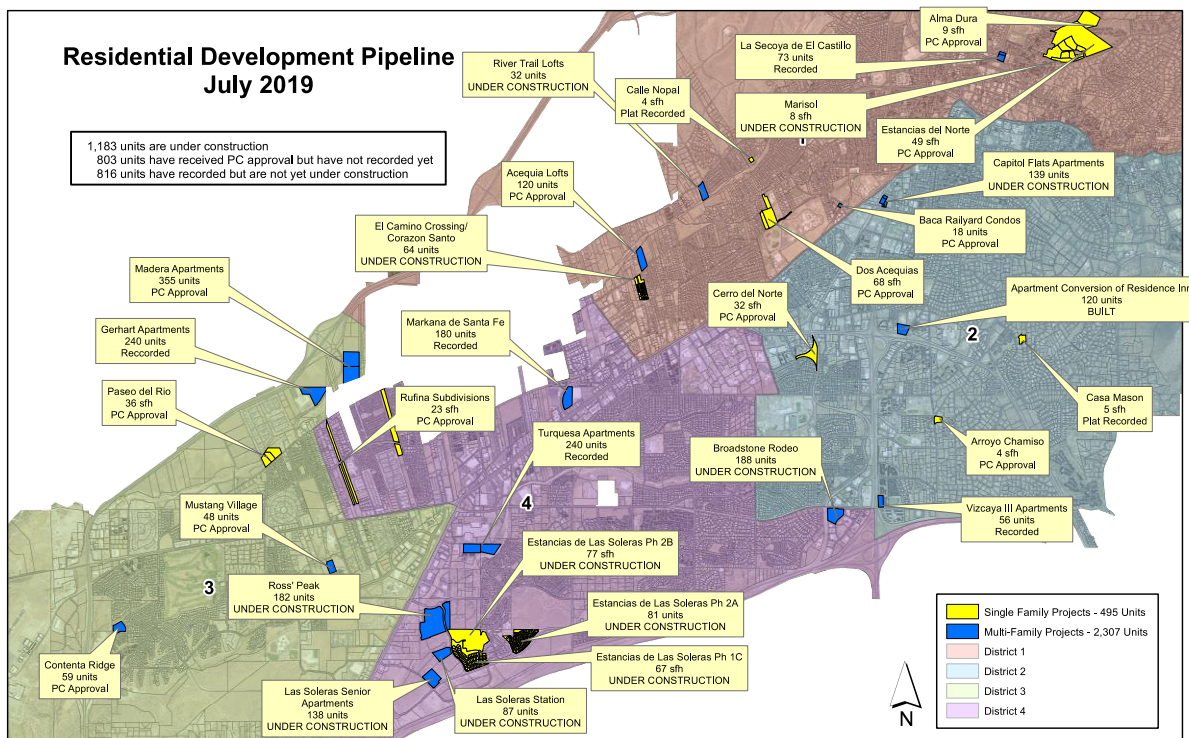 Residential Development Pipeline
July 2019
1,183 units are under construction
803 units have received PC approval but have not recorded yet
816 units have recorded but are not yet under construction
Alma Dura
9 sfh
PC Approval
La Secoya de El Castillo
73 units
Recorded
River Trail Lofts
32 units
UNDER CONSTRUCTION
Calle Nopal
4 sfh
Plat Recorded
Marisol
8 sfh
UNDER CONSTRUCTION
Estancias del Norte
49 sfh
PC Approval
Capitol Flats Apartments
139 units
UNDER CONSTRUCTION
Acequia Lofts
120 units
PC Approval
Baca Railyard Condos
18 units
PC Approval
El Camino Crossing/
Corazon Santo
64 units
UNDER CONSTRUCTION
Dos Acequias
68 sfh
PC Approval
Madera Apartments
355 units
PC Approval
Apartment Conversion of Residence Inn
120 units
BUILT
Cerro del Norte
32 sfh
PC Approval
Gerhart Apartments
240 units
Reccorded
Markana de Santa Fe
180 units
Recorded
2
Paseo del Rio
36 sfh
PC Approval
Rufina Subdivisions
23 sfh
PC Approval
Casa Mason
5 sfh
Plat Recorded
Turquesa Apartments
240 units
Recorded
Arroyo Chamiso
4 sfh
PC Approval
Broadstone Rodeo
188 units
UNDER CONSTRUCTION
Mustang Village
48 units
PC Approval
4
Vizcaya III Apartments
56 units
Recorded
Estancias de Las Soleras Ph 2B
77 sfh
UNDER CONSTRUCTION
3
Ross' Peak
182 units
UNDER CONSTRUCTION
Estancias de Las Soleras Ph 2A
81 units
UNDER CONSTRUCTION
Contenta Ridge
59 units
PC Approval
Estancias de Las Soleras Ph 1C
67 sfh
UNDER CONSTRUCTION
Las Soleras Senior
Apartments
138 units
UNDER CONSTRUCTION
Las Soleras Station
87 units
UNDER CONSTRUCTION
N
Single Family Projects - 495 Units
Multi-Family Projects - 2,307 Units
District 1
District 2
District 3
District 4